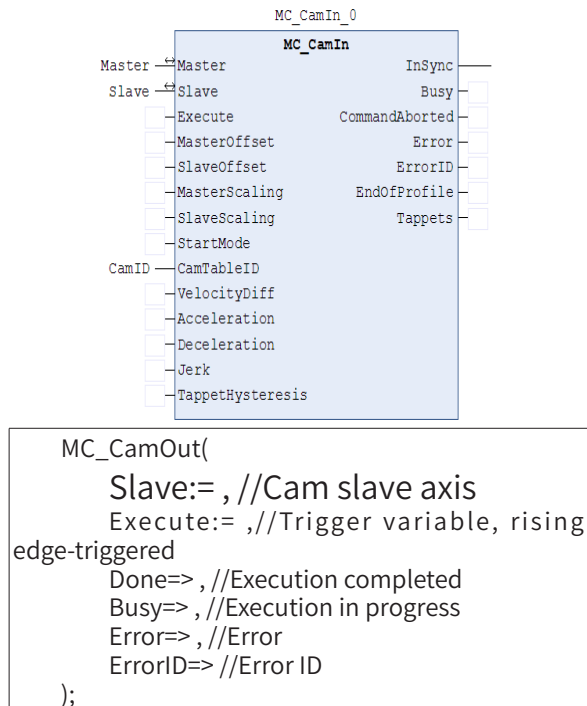 MC_CamIn_0
MC_CamIn
Master Master InSync
Slave Slave Busy
Execute CommandAborted
MasterOffset Error
SlaveOffset ErrorID
MasterScaling EndOfProfile
SlaveScaling Tappets
StartMode
CamID CamTableID
VelocityDiff
Acceleration
Deceleration
Jerk
TappetHysteresis
MC_CamOut(
Slave:= , //Cam slave axis
Execute:= ,//Trigger variable, rising
edge-triggered
Done=> , //Execution completed
Busy=> , //Execution in progress
Error=> , //Error
ErrorID=> //Error ID
);